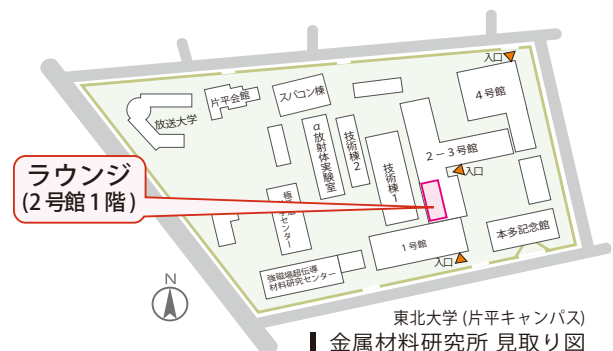 入口
4号館
スパコン棟
片平会館
放送大学
α放射体実験室
技術棟2
技術棟1
2－3号館
入口
ラウンジ
(2号館1階)
センター
1号館
本多記念館
入口
強磁場超伝導
材料研究センター
N
東北大学(片平キャンパス)
金属材料研究所 見取り図